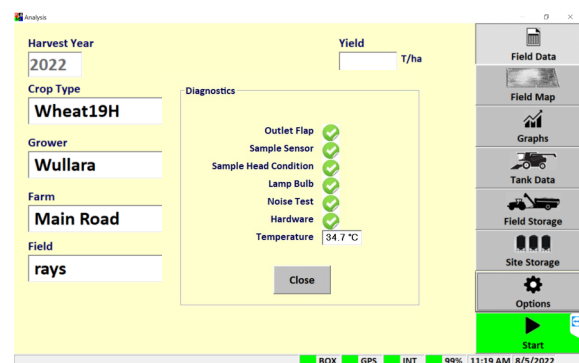 Analysis
Harvest Year
2022
Yield
T/ha
Crop Type
Wheat19H
Grower
Wullara
Farm
Main Road
Field
rays
Diagnostics
Outlet Flap
Sample Sensor
Sample Head Condition
Lamp Bulb
Noise Test
Hardware
Temperature 34.7 °C
Close
Field Data
Field Map
Graphs
Tank Data
Field Storage
Site Storage
Options
Start
BOX GPS INT 99% 11:19 AM 8/5/2022